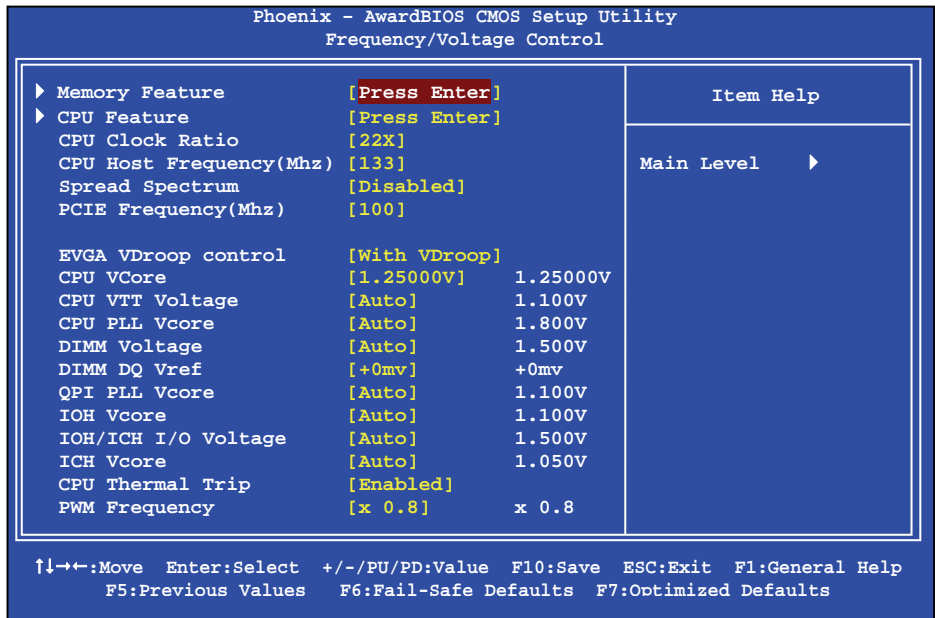 Phoenix – AwardBIOS CMOS Setup Utility
Frequency/Voltage Control
Memory Feature [Press Enter]
CPU Feature [Press Enter]
CPU Clock Ratio [22X]
CPU Host Frequency(Mhz) [133]
Spread Spectrum [Disabled]
PCIE Frequency(Mhz) [100]
EVGA VDroop control [With VDroop]
CPU VCore [1.25000V] 1.25000V
CPU VTT Voltage [Auto] 1.100V
CPU PLL Vcore [Auto] 1.800V
DIMM Voltage [Auto] 1.500V
DIMM DQ Vref [+0mv] +0mv
QPI PLL Vcore [Auto] 1.100V
IOH Vcore [Auto] 1.100V
IOH/ICH I/O Voltage [Auto] 1.500V
ICH Vcore [Auto] 1.050V
CPU Thermal Trip [Enabled]
PWM Frequency [x 0.8] x 0.8
Item Help
Main Level
↑↓→←:Move Enter:Select +/-/PU/PD:Value F10:Save ESC:Exit F1:General Help
F5:Previous Values F6:Fail-Safe Defaults F7:Optimized Defaults